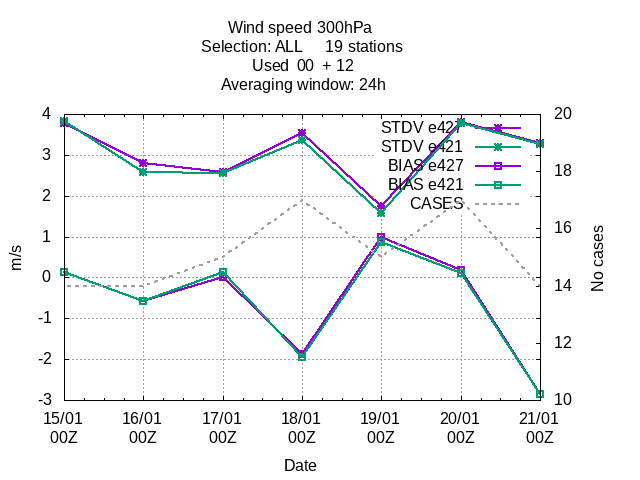 Wind speed 300hPa
Selection: ALL 19 stations
Used 00 + 12
Averaging window: 24h
4
3
2
1
0
-1
-2
-3
m/s
20
18
16
14
12
10
No cases
STDV e427
STDV e421
BIAS e427
BIAS e421
CASES
15/01 16/01 17/01 18/01 19/01 20/01 21/01
00Z 00Z 00Z 00Z 00Z 00Z 00Z
Date